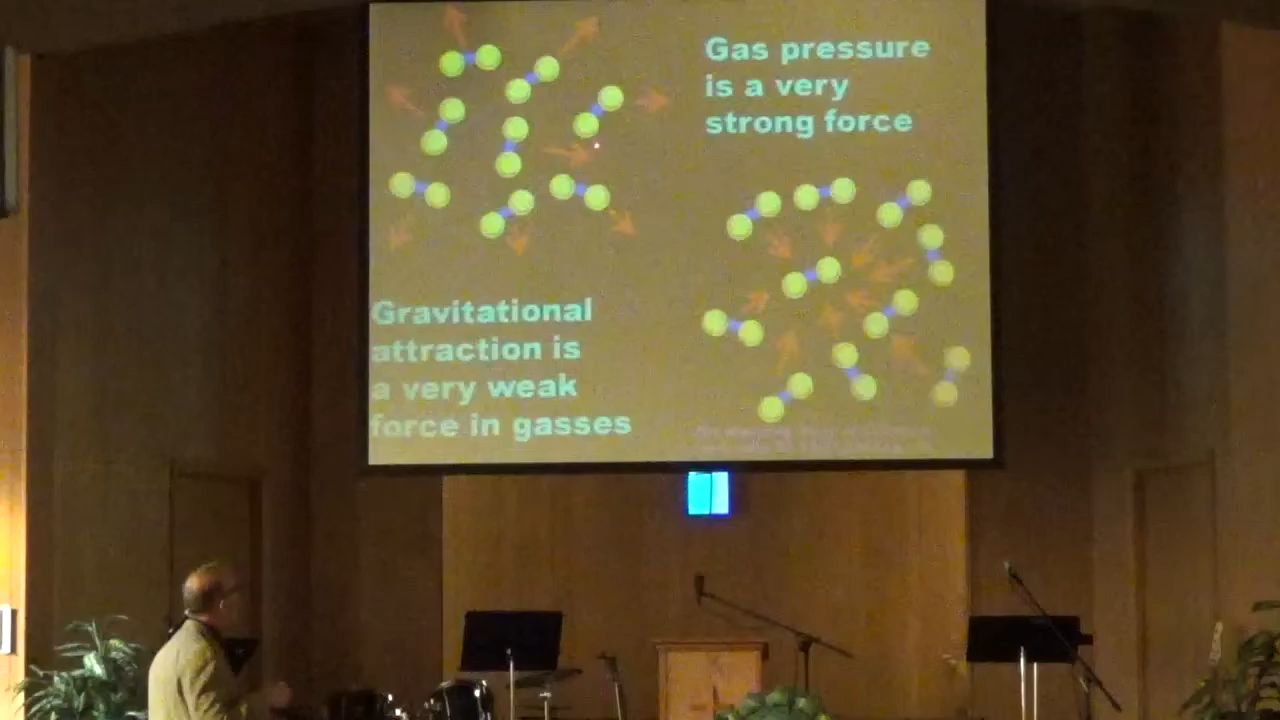 Gas pressure
is a very
strong force
Gravitational
attraction is
a very weak
force in gasses